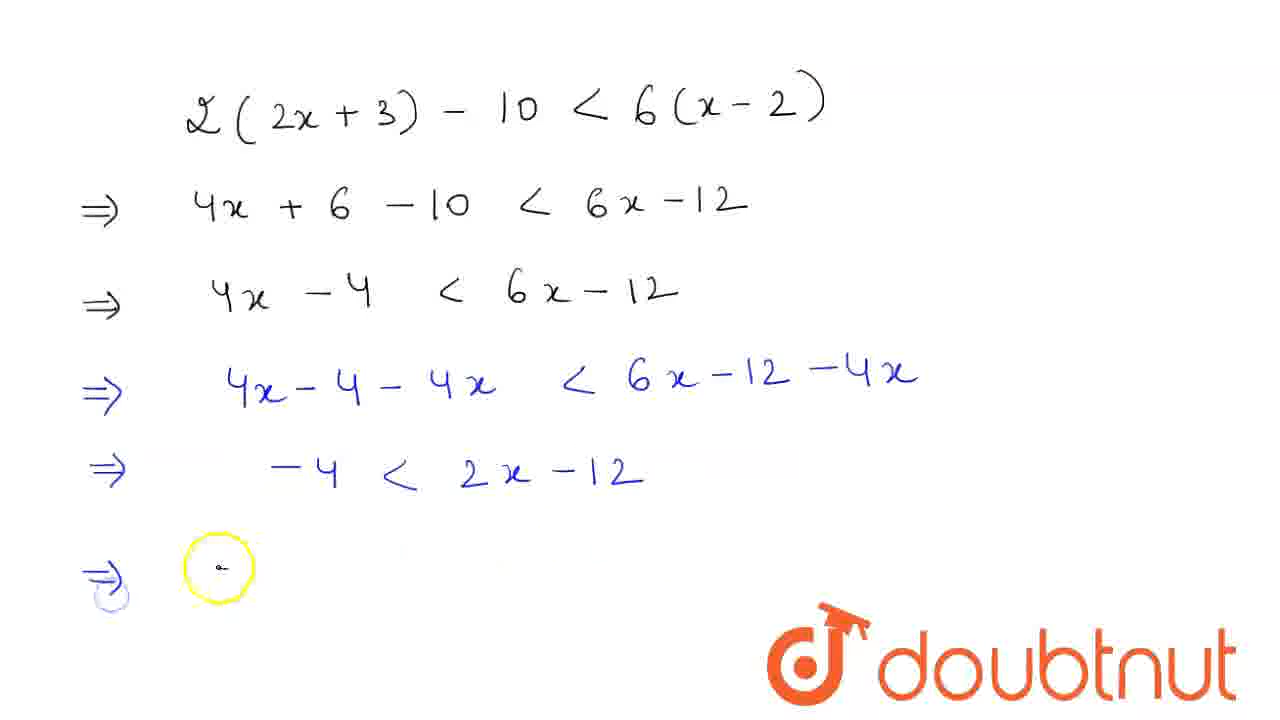 2(2x + 3) - 10 < 6(x - 2)
⇒ 4x + 6 - 10 < 6x - 12
⇒ 4x - 4 < 6x - 12
⇒ 4x - 4 - 4x < 6x - 12 - 4x
⇒ -4 < 2x - 12
⇒
doubtnut